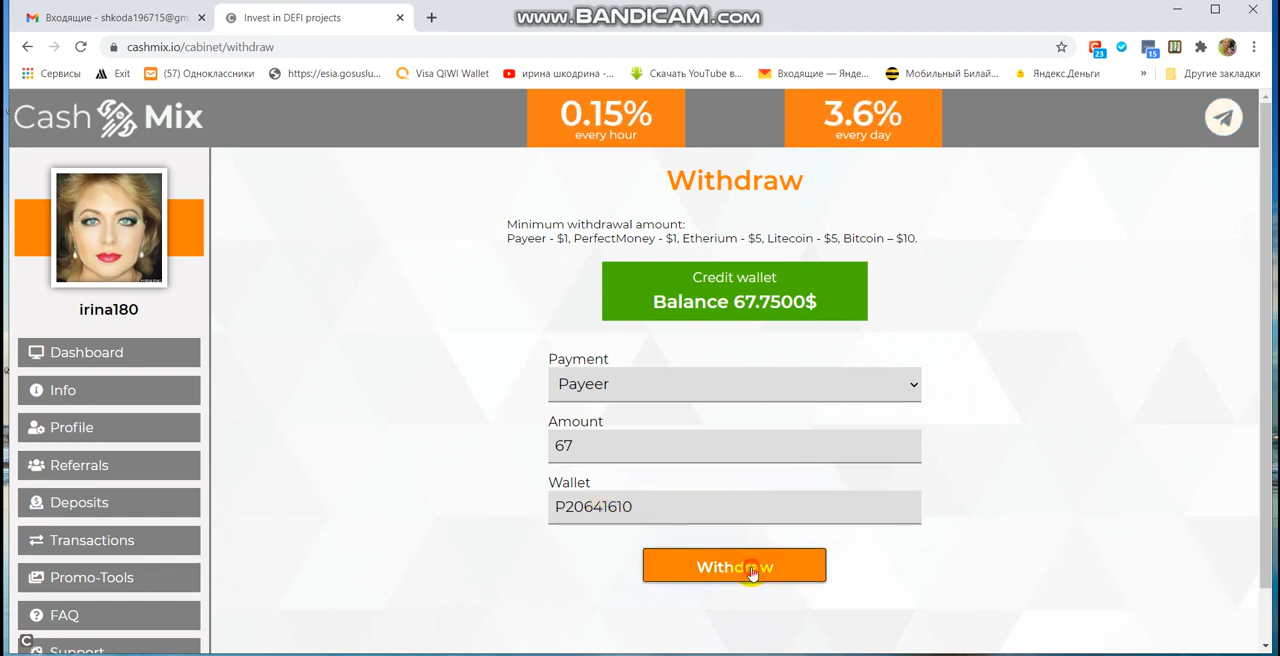 www.BANDICAM.com
Входящие - shkoda196715@gm
Invest in DEFI projects
cashmix.io/cabinet/withdraw
23
15
Сервисы
Exit
(57) Одноклассники
https://esia.gosuslu...
Visa QIWI Wallet
ирина шкодрина -...
Скачать YouTube в...
Входящие — Янде...
Мобильный Билай...
Яндекс.Деньги
»
Другие закладки
Cash Mix
0.15%
every hour
3.6%
every day
irina180
Dashboard
Info
Profile
Referrals
Deposits
Transactions
Promo-Tools
FAQ
Support
Withdraw
Minimum withdrawal amount:
Payeer - $1, PerfectMoney - $1, Etherium - $5, Litecoin - $5, Bitcoin – $10.
Credit wallet
Balance 67.7500$
Payment
Payeer
Amount
67
Wallet
P20641610
Withdraw